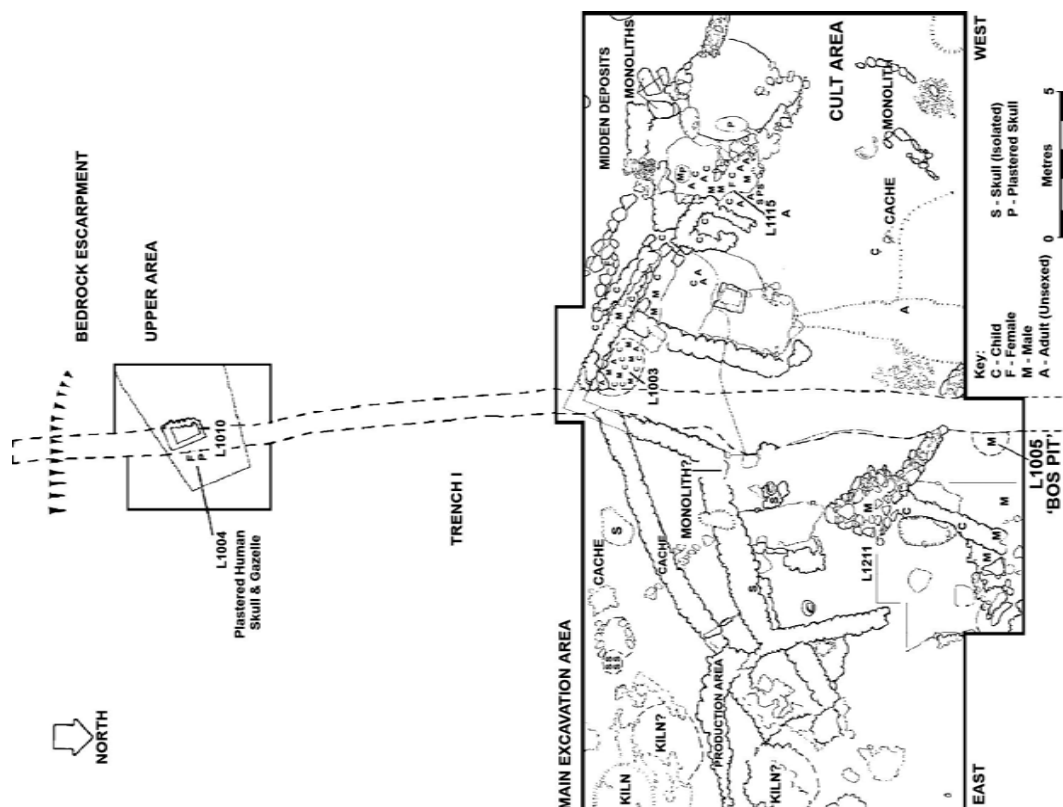 BEDROCK ESCARPMENT
UPPER AREA
F
P1
L1010
L1004
Plastered Human
Skull & Gazelle
TRENCH I
NORTH
MAIN EXCAVATION AREA
MIDDEN DEPOSITS
MONOLITHS
CULT AREA
MONOLITH
CACHE
WEST
L1115
L1003
CACHE
CACHE
MONOLITH?
L1211
L1005
'BOS PIT'
PRODUCTION AREA
KILN?
KILN
KILN?
EAST
Key:
C - Child
F - Female
M - Male
A - Adult (Unsexed)
S - Skull (Isolated)
P - Plastered Skull
0 Metres 5